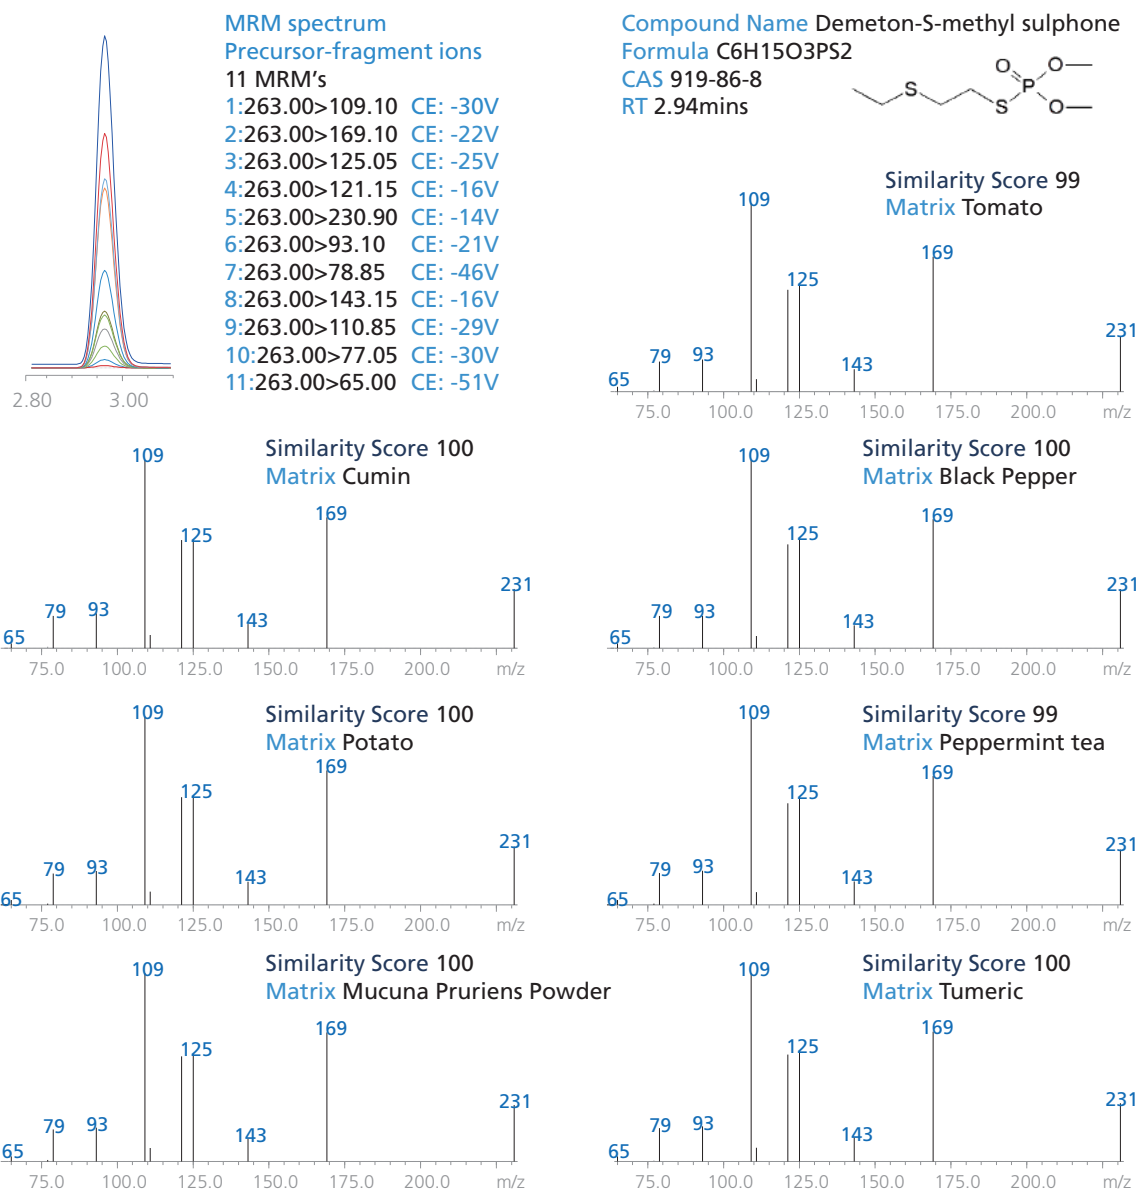 MRM spectrum
Precursor-fragment ions
11 MRM's
1:263.00>109.10 CE: -30V
2:263.00>169.10 CE: -22V
3:263.00>125.05 CE: -25V
4:263.00>121.15 CE: -16V
5:263.00>230.90 CE: -14V
6:263.00>93.10 CE: -21V
7:263.00>78.85 CE: -46V
8:263.00>143.15 CE: -16V
9:263.00>110.85 CE: -29V
10:263.00>77.05 CE: -30V
11:263.00>65.00 CE: -51V
2.80 3.00
Compound Name Demeton-S-methyl sulphone
Formula C6H15O3PS2
CAS 919-86-8
RT 2.94mins
O O
S P
S O
Similarity Score 99
Matrix Tomato
109
169
125
231
79 93 143
65
75.0 100.0 125.0 150.0 175.0 200.0 m/z
Similarity Score 100
Matrix Cumin
109
169
125
231
79 93 143
65
75.0 100.0 125.0 150.0 175.0 200.0 m/z
Similarity Score 100
Matrix Black Pepper
109
169
125
231
79 93 143
65
75.0 100.0 125.0 150.0 175.0 200.0 m/z
Similarity Score 100
Matrix Potato
109
169
125
231
79 93 143
65
75.0 100.0 125.0 150.0 175.0 200.0 m/z
Similarity Score 99
Matrix Peppermint tea
109
169
125
231
79 93 143
65
75.0 100.0 125.0 150.0 175.0 200.0 m/z
Similarity Score 100
Matrix Mucuna Pruriens Powder
109
169
125
231
79 93 143
65
75.0 100.0 125.0 150.0 175.0 200.0 m/z
Similarity Score 100
Matrix Tumeric
109
169
125
231
79 93 143
65
75.0 100.0 125.0 150.0 175.0 200.0 m/z